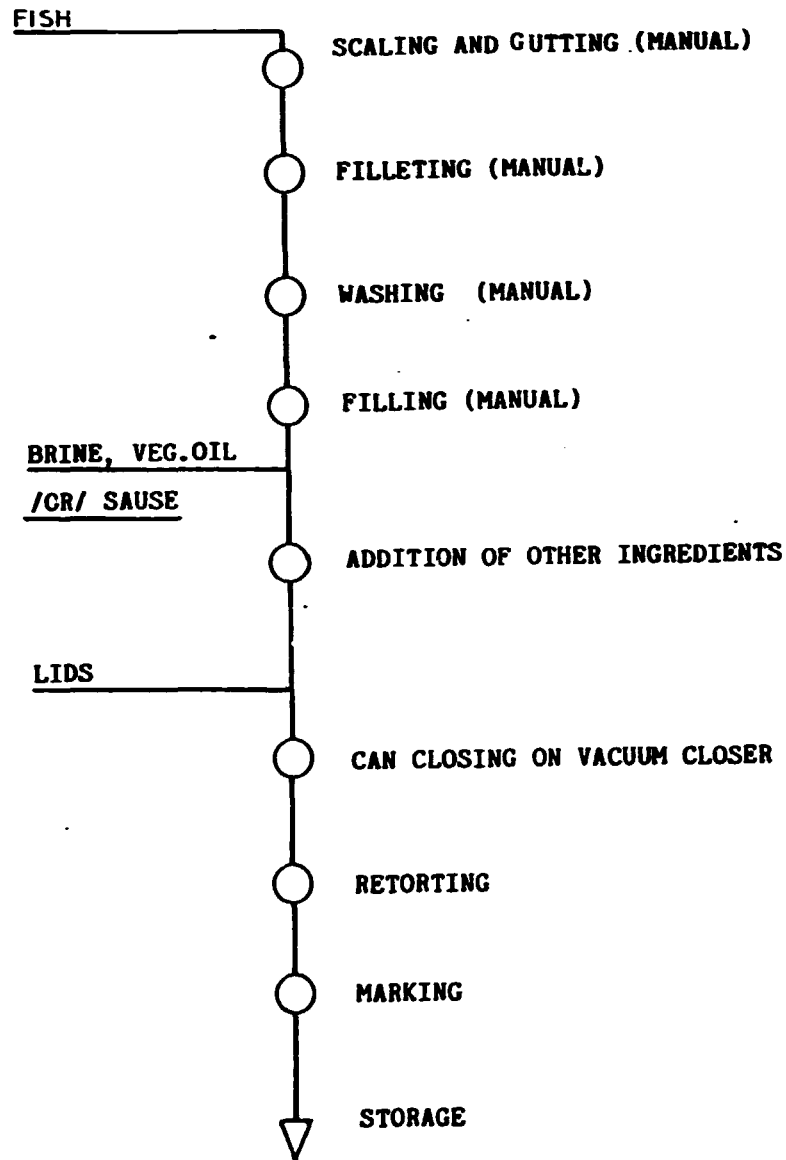 FISH
SCALING AND GUTTING (MANUAL)
FILLETING (MANUAL)
WASHING (MANUAL)
FILLING (MANUAL)
BRINE, VEG.OIL
/CR/ SAUSE
ADDITION OF OTHER INGREDIENTS
LIDS
CAN CLOSING ON VACUUM CLOSER
RETORTING
MARKING
STORAGE